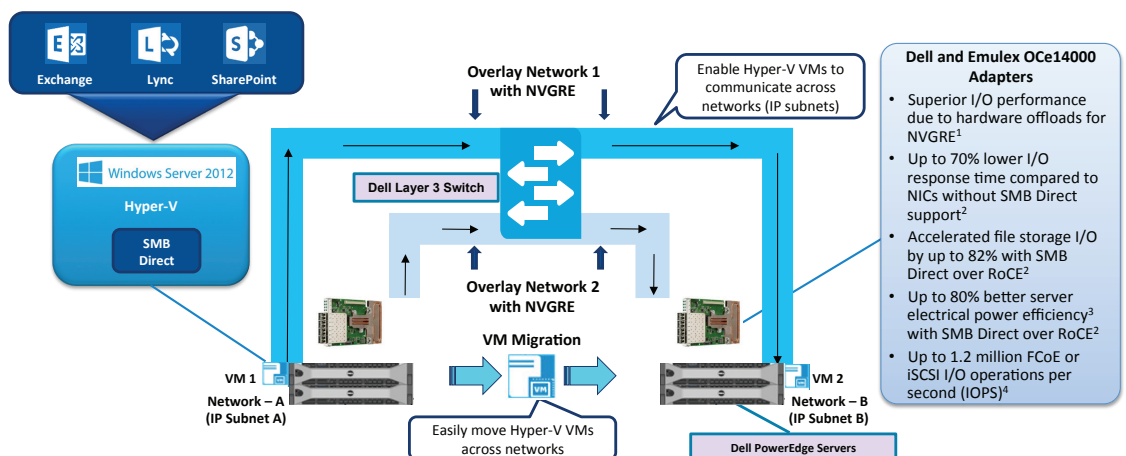 Exchange
Lync
SharePoint
Windows Server 2012
Hyper-V
SMB
Direct
Overlay Network 1
with NVGRE
Enable Hyper-V VMs to
communicate across
networks (IP subnets)
Dell Layer 3 Switch
Overlay Network 2
with NVGRE
VM Migration
VM
VM 1
Network – A
(IP Subnet A)
VM 2
Network – B
(IP Subnet B)
Easily move Hyper-V VMs
across networks
Dell PowerEdge Servers
Dell and Emulex OCe14000
Adapters
• Superior I/O performance
due to hardware offloads for
NVGRE¹
• Up to 70% lower I/O
response time compared to
NICs without SMB Direct
support²
• Accelerated file storage I/O
by up to 82% with SMB
Direct over RoCE²
• Up to 80% better server
electrical power efficiency³
with SMB Direct over RoCE²
• Up to 1.2 million FCoE or
iSCSI I/O operations per
second (IOPS)⁴